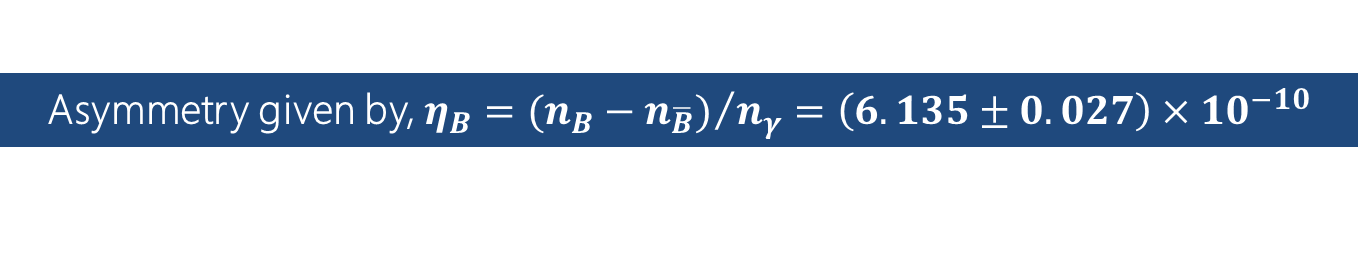 Asymmetry given by, η_B = (n_B − n_B̅)/n_γ = (6.135 ± 0.027) × 10⁻¹⁰